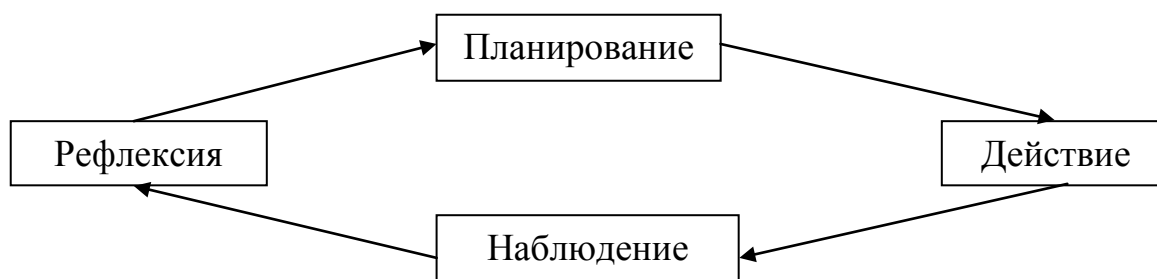 Планирование
Рефлексия
Действие
Наблюдение